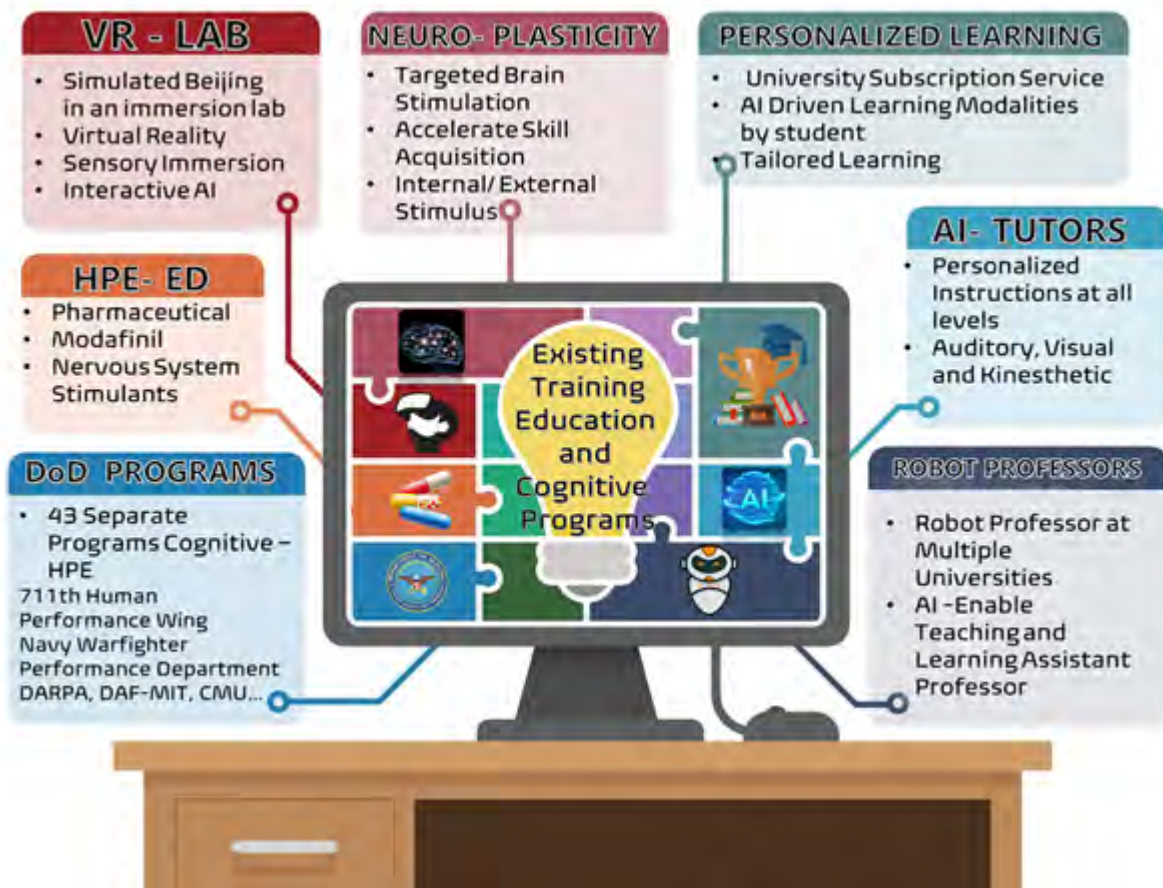 VR - LAB
• Simulated Beijing
in an immersion lab
• Virtual Reality
• Sensory Immersion
• Interactive AI
NEURO- PLASTICITY
• Targeted Brain
Stimulation
• Accelerate Skill
Acquisition
• Internal/ External
Stimulus
PERSONALIZED LEARNING
• University Subscription Service
• AI Driven Learning Modalities
by student
• Tailored Learning
HPE- ED
• Pharmaceutical
• Modafinil
• Nervous System
Stimulants
AI- TUTORS
• Personalized
Instructions at all
levels
• Auditory, Visual
and Kinesthetic
Existing
Training
Education
and
Cognitive
Programs
AI
DoD PROGRAMS
• 43 Separate
Programs Cognitive –
HPE
711th Human
Performance Wing
Navy Warfighter
Performance Department
DARPA, DAF-MIT, CMU...
ROBOT PROFESSORS
• Robot Professor at
Multiple
Universities
• AI -Enable
Teaching and
Learning Assistant
Professor